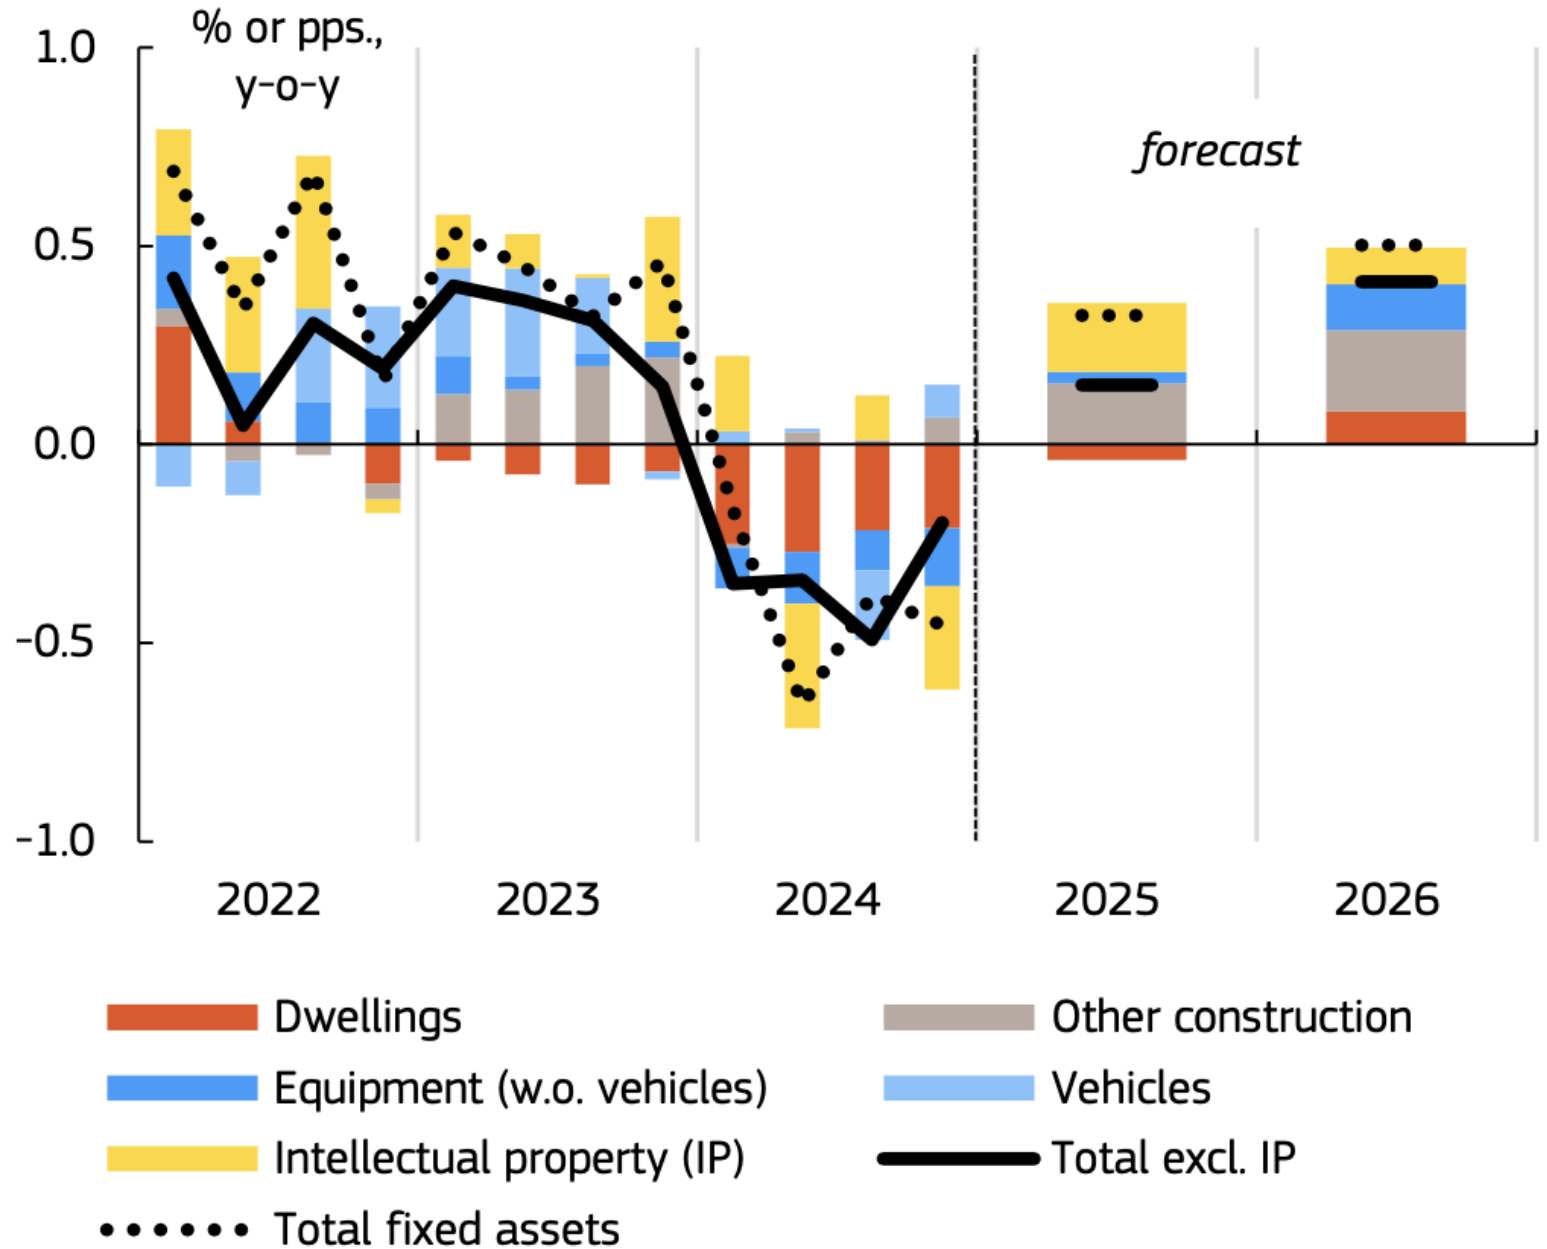 % or pps.,
y-o-y
1.0
0.5
0.0
-0.5
-1.0
forecast
2022 2023 2024 2025 2026
Dwellings
Other construction
Equipment (w.o. vehicles)
Vehicles
Intellectual property (IP)
Total excl. IP
Total fixed assets